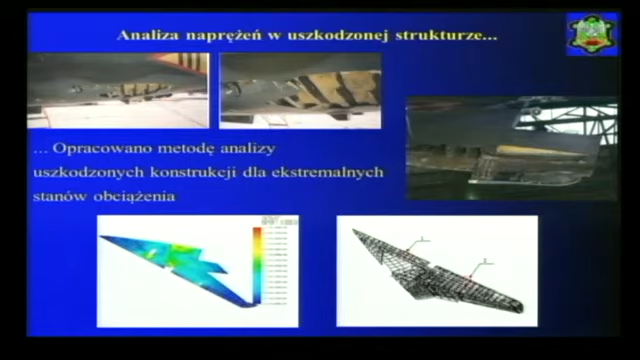 Analiza naprężeń w uszkodzonej strukturze...
... Opracowano metodę analizy
uszkodzonych konstrukcji dla ekstremalnych
stanów obciążenia